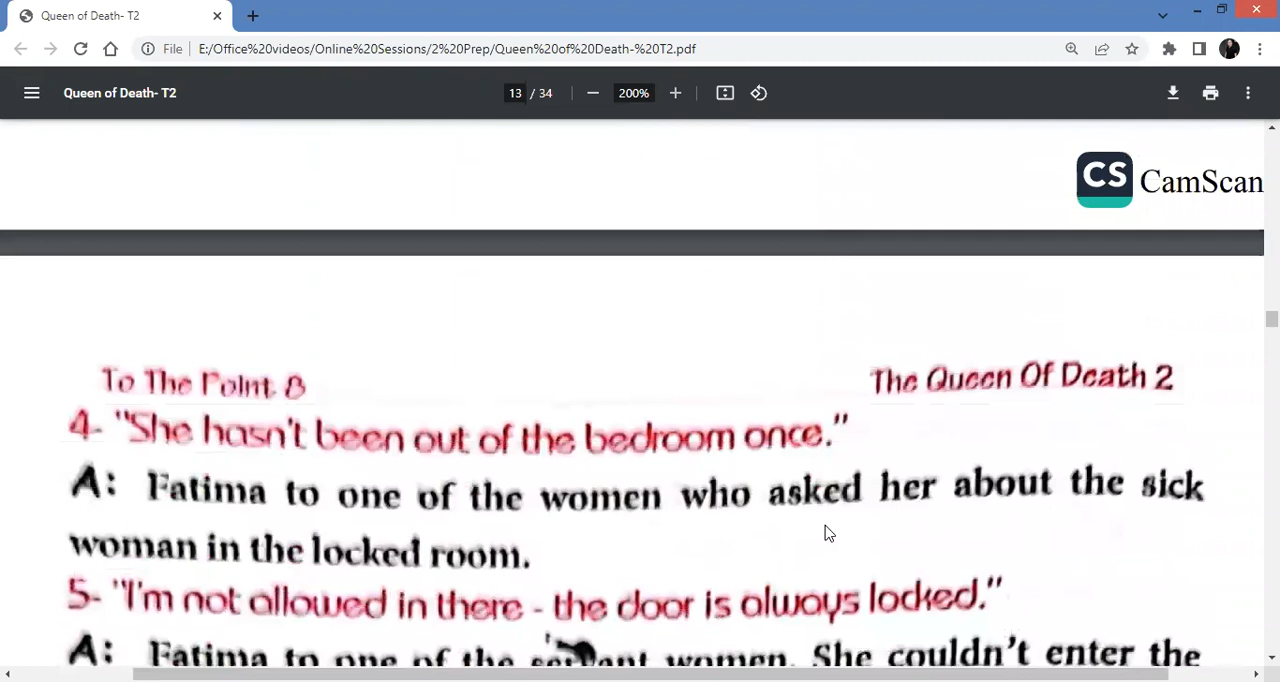 Queen of Death- T2
File E:/Office%20videos/Online%20Sessions/2%20Prep/Queen%20of%20Death-%20T2.pdf
Queen of Death- T2 13 / 34 200%
CS CamScan
To The Point 8 The Queen Of Death 2
4- "She hasn't been out of the bedroom once."
A: Fatima to one of the women who asked her about the sick
woman in the locked room.
5- "I'm not allowed in there - the door is always locked."
A: Fatima to one of the servant women. She couldn't enter the